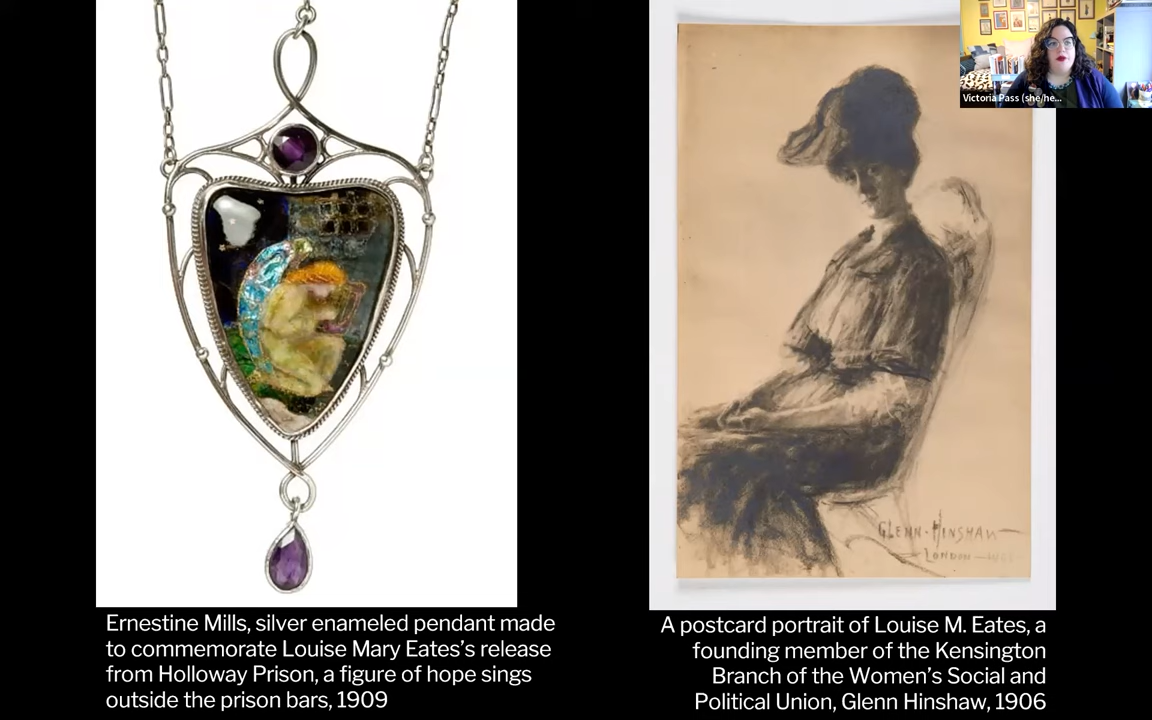 Victoria Pass (she/he...
GLENN-HINSHAW
LONDON
Ernestine Mills, silver enameled pendant made
to commemorate Louise Mary Eates's release
from Holloway Prison, a figure of hope sings
outside the prison bars, 1909
A postcard portrait of Louise M. Eates, a
founding member of the Kensington
Branch of the Women's Social and
Political Union, Glenn Hinshaw, 1906